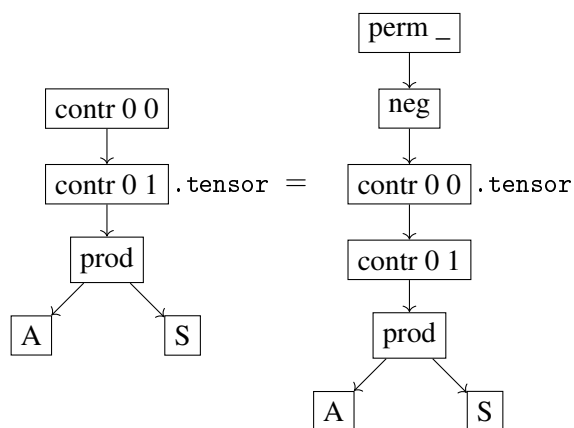 perm _
neg
contr 0 0
contr 0 1 .tensor = contr 0 0 .tensor
prod
contr 0 1
A S
prod
A S